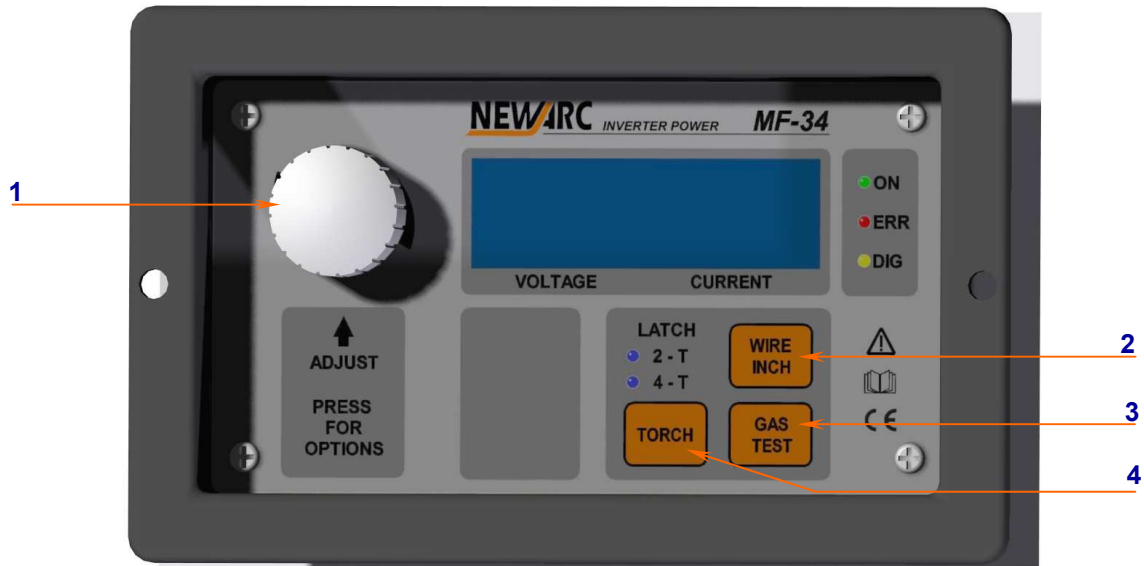 NEWARC INVERTER POWER MF-34
ON
ERR
DIG
VOLTAGE CURRENT
1
ADJUST
PRESS
FOR
OPTIONS
LATCH
2 - T
4 - T
WIRE
INCH
2
TORCH
GAS
TEST
3
CE
4